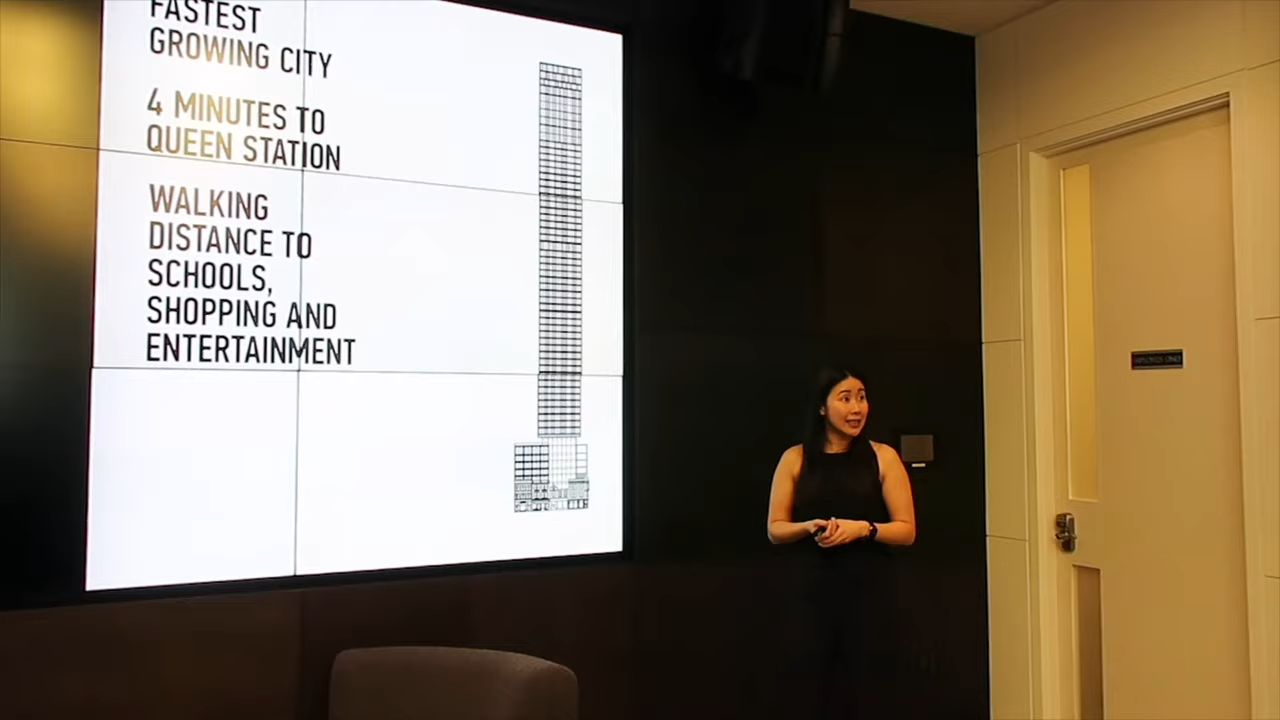 FASTEST
GROWING CITY
4 MINUTES TO
QUEEN STATION
WALKING
DISTANCE TO
SCHOOLS,
SHOPPING AND
ENTERTAINMENT